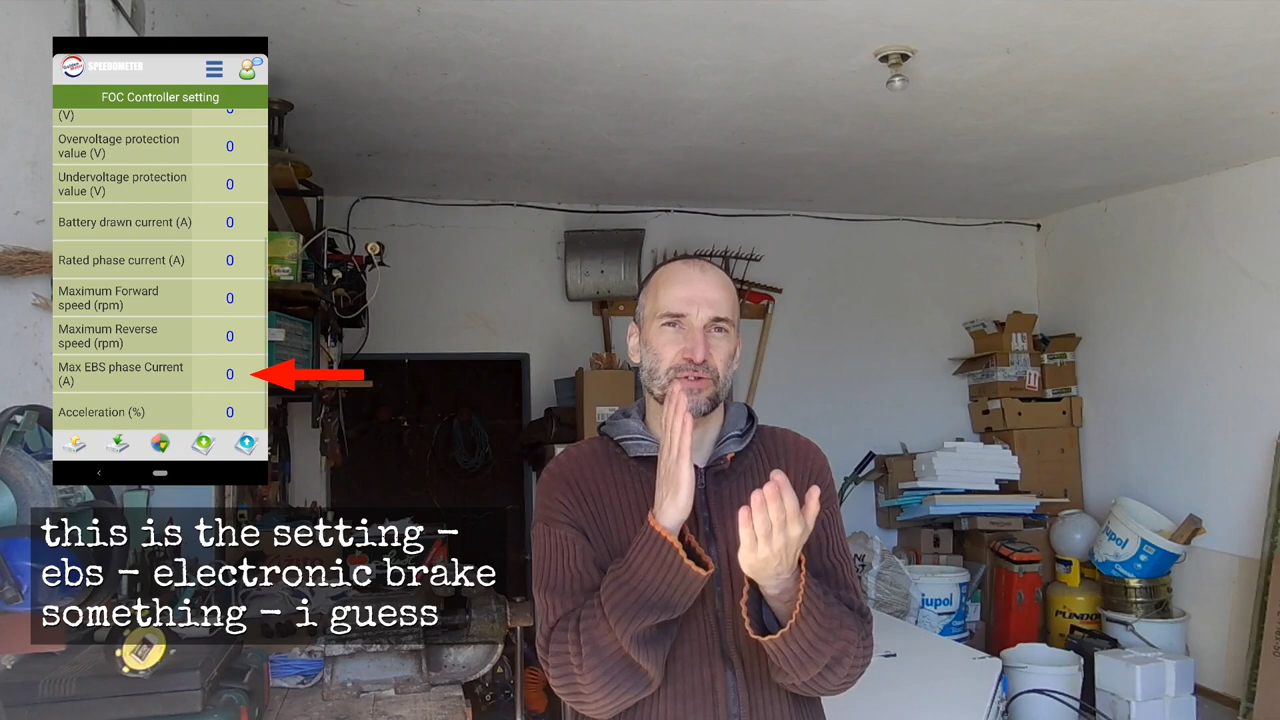 SPEEDOMETER
FOC Controller setting
(V)
0
Overvoltage protection
value (V)
0
Undervoltage protection
value (V)
0
Battery drawn current (A)
0
Rated phase current (A)
0
Maximum Forward
speed (rpm)
0
Maximum Reverse
speed (rpm)
0
Max EBS phase Current
(A)
0
Acceleration (%)
0
this is the setting -
ebs - electronic brake
something - i guess
jupol
jupol